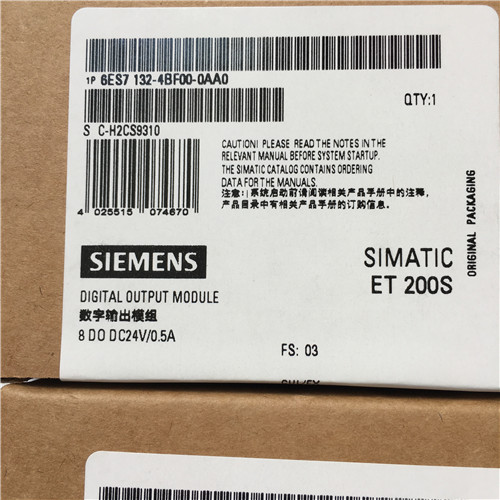 1P 6ES7 132-4BF00-0AA0
QTY:1
S C-H2CS9310
CAUTION! PLEASE READ THE NOTES IN THE
RELEVANT MANUAL BEFORE SYSTEM STARTUP.
THE SIMATIC CATALOG CONTAINS ORDERING
DATA FOR THE MANUALS.
注意:系统启动前请阅读相关产品手册中的注释,
产品目录中有相关产品手册的订购信息。
4 025515 074670
ORIGINAL PACKAGING
SIEMENS
SIMATIC
ET 200S
DIGITAL OUTPUT MODULE
数字输出模组
8 DO DC24V/0.5A
FS: 03